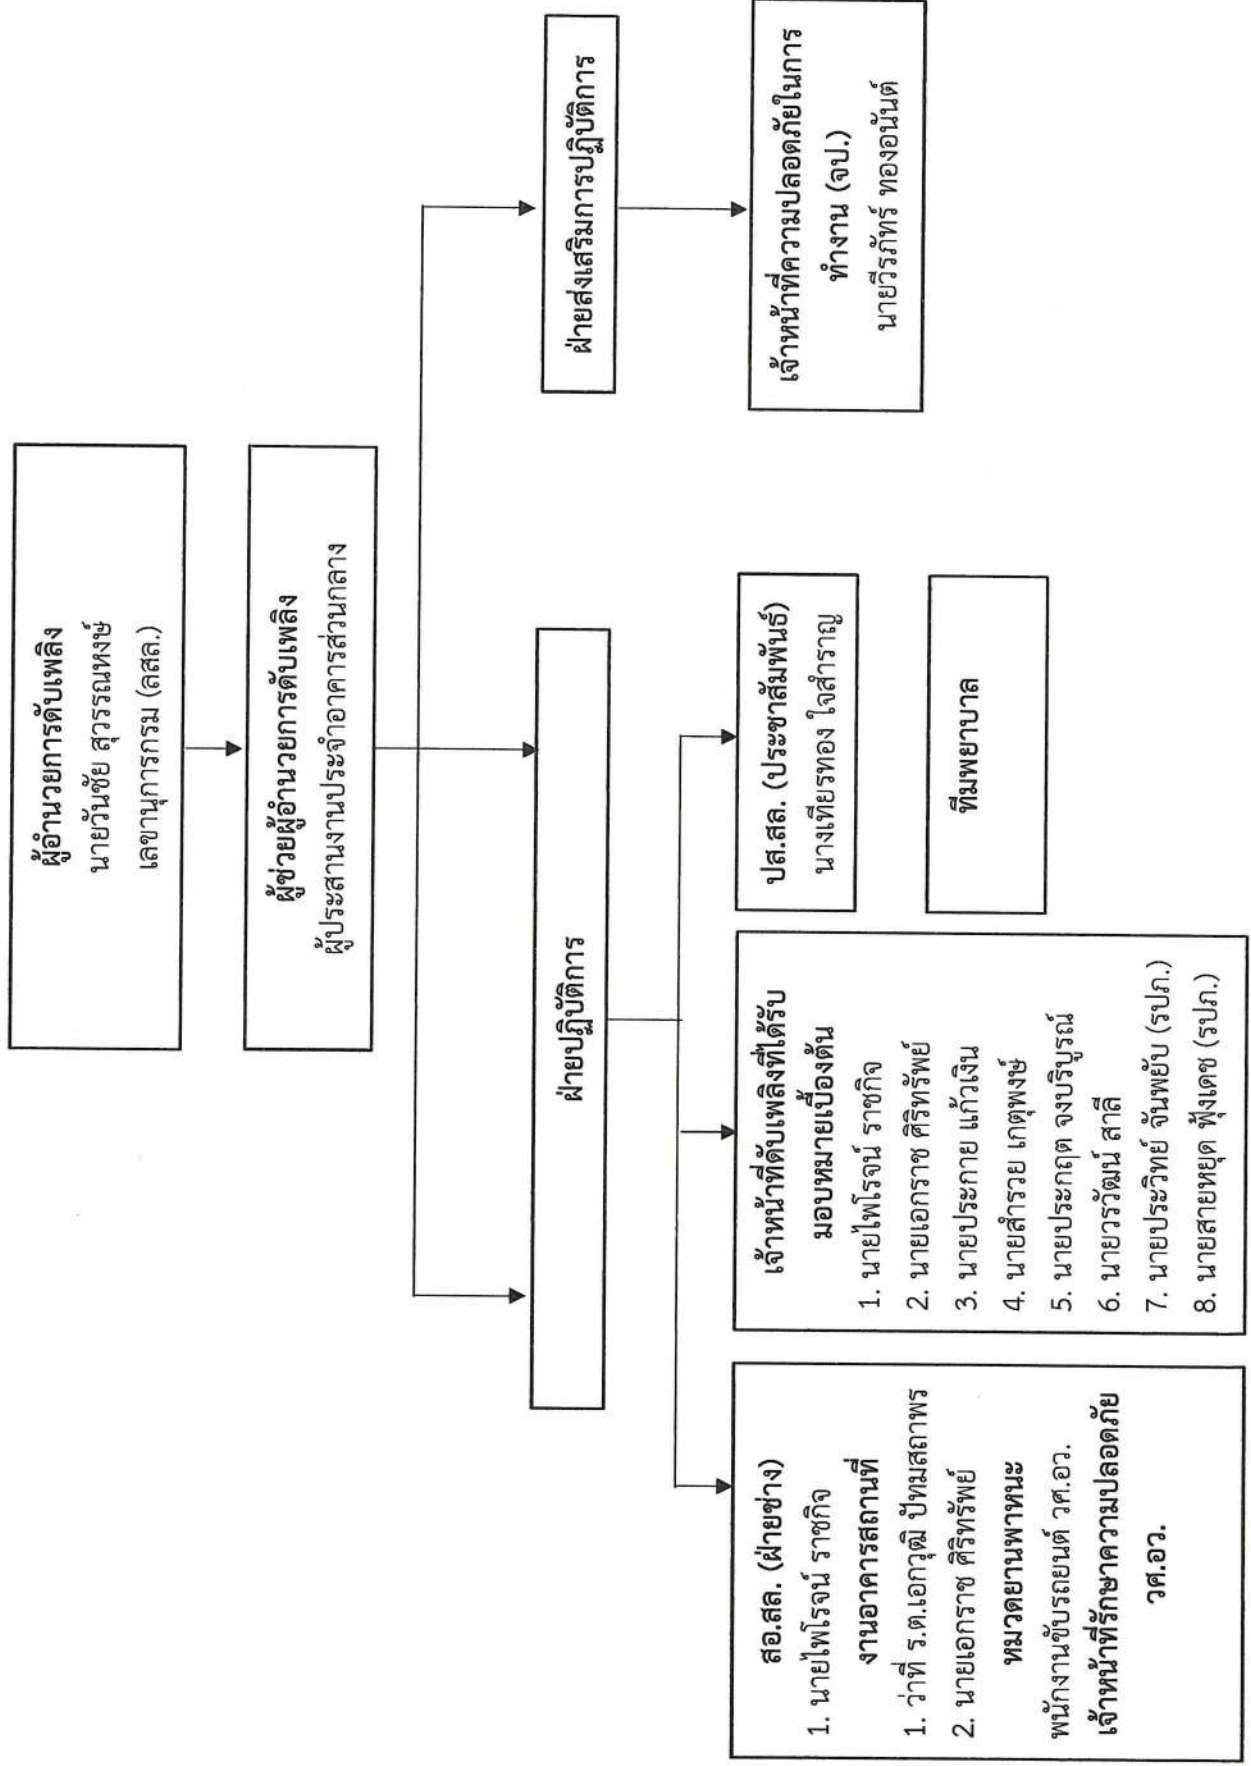 ผู้อำนวยการดับเพลิง
นายวันชัย สุวรรณหงษ์
เลขานุการกรม (ลสล.)
ผู้ช่วยผู้อำนวยการดับเพลิง
ผู้ประสานงานประจำอาคารส่วนกลาง
ฝ่ายปฏิบัติการ
ฝ่ายส่งเสริมการปฏิบัติการ
สอ.สล. (ฝ่ายช่าง)
1. นายไพโรจน์ ราชกิจ
งานอาคารสถานที่
1. ว่าที่ ร.ต.เอกวุฒิ ปัทมสถาพร
2. นายเอกราช ศิริทรัพย์
หมวดยานพาหนะ
พนักงานขับรถยนต์ วศ.อว.
เจ้าหน้าที่รักษาความปลอดภัย
วศ.อว.
เจ้าหน้าที่ดับเพลิงที่ได้รับ
มอบหมายเบื้องต้น
1. นายไพโรจน์ ราชกิจ
2. นายเอกราช ศิริทรัพย์
3. นายประกาย แก้วเงิน
4. นายสำรวย เกตุพงษ์
5. นายประกฤต จงบริบูรณ์
6. นายวรวัฒน์ สาลี
7. นายประวิทย์ จันพยับ (รปภ.)
8. นายสายหยุด ฟุ้งเดช (รปภ.)
ปส.สล. (ประชาสัมพันธ์)
นางเทียรทอง ใจสำราญ
ทีมพยาบาล
เจ้าหน้าที่ความปลอดภัยในการ
ทำงาน (จป.)
นายวีรภัทร์ ทองอนันต์